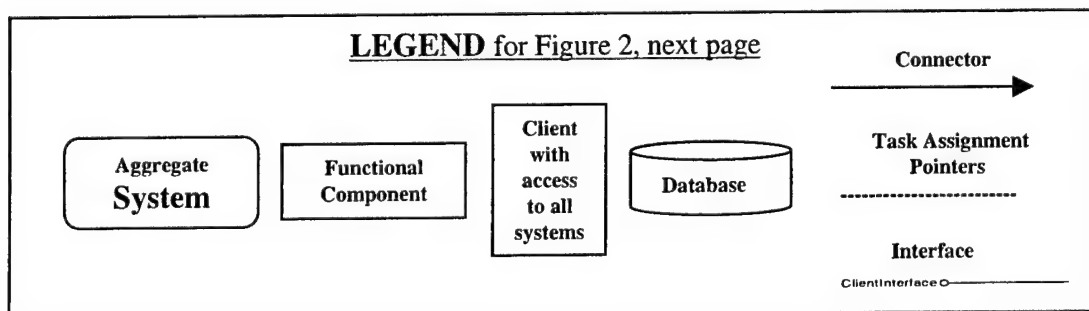 LEGEND for Figure 2, next page
Aggregate
System
Functional
Component
Client
with
access
to all
systems
Database
Connector
Task Assignment
Pointers
Interface
ClientInterface